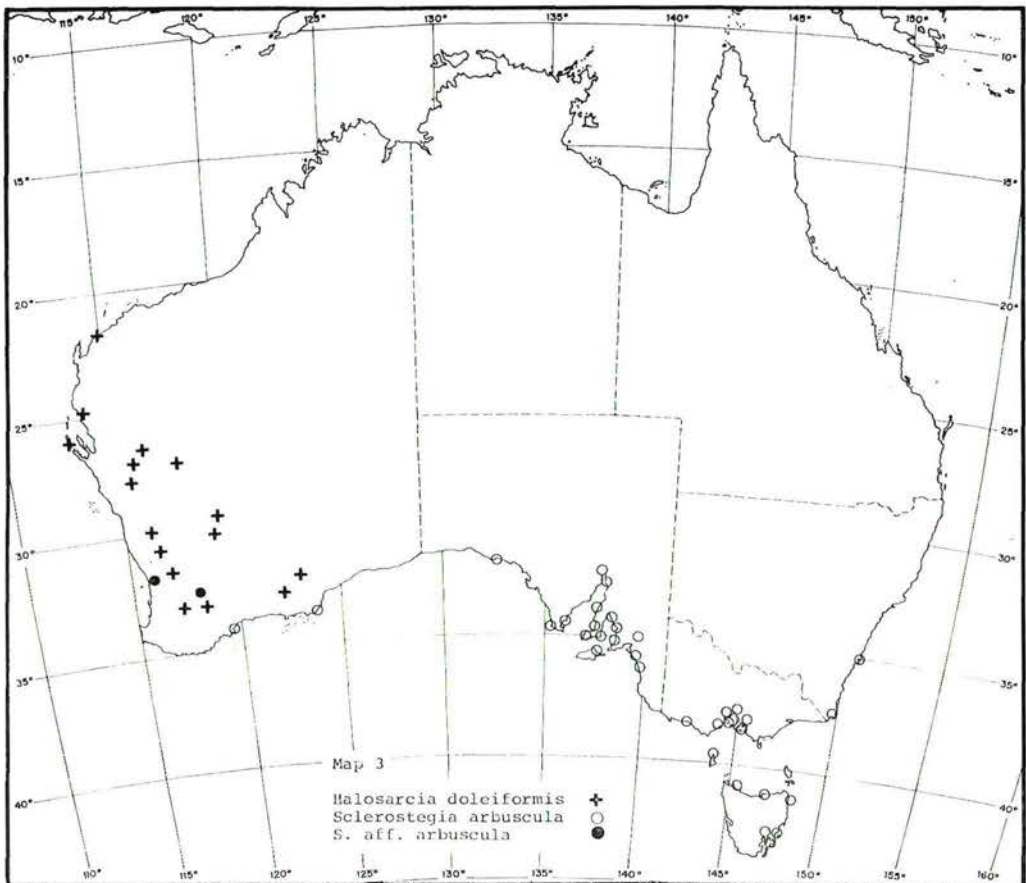 115° 120° 125° 130° 135° 140° 145° 150°
10° 10°
15° 15°
20° 20°
25° 25°
30° 30°
35° 35°
40° 40°
Map 3
Halosarcia doleiformis
Sclerostegia arbuscula
S. aff. arbuscula
110° 115° 120° 125° 130° 135° 140° 145° 150° 155° 160°